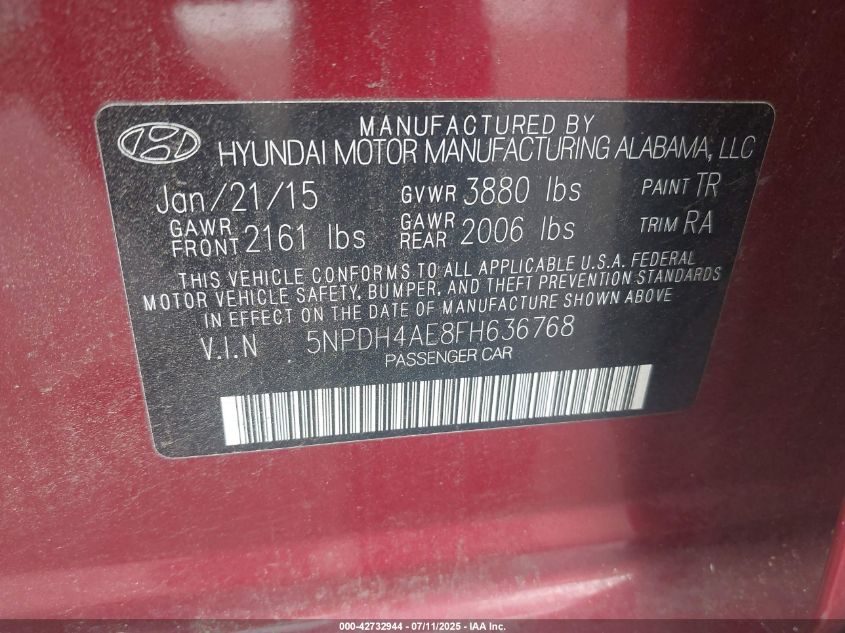 MANUFACTURED BY
HYUNDAI MOTOR MANUFACTURING ALABAMA, LLC
Jan/21/15 GVWR 3880 lbs PAINT TR
GAWR FRONT 2161 lbs GAWR REAR 2006 lbs TRIM RA
THIS VEHICLE CONFORMS TO ALL APPLICABLE U.S.A. FEDERAL
MOTOR VEHICLE SAFETY, BUMPER, AND THEFT PREVENTION STANDARDS
IN EFFECT ON THE DATE OF MANUFACTURE SHOWN ABOVE
V.I.N 5NPDH4AE8FH636768
PASSENGER CAR
000-42732944 - 07/11/2025 - IAA Inc.